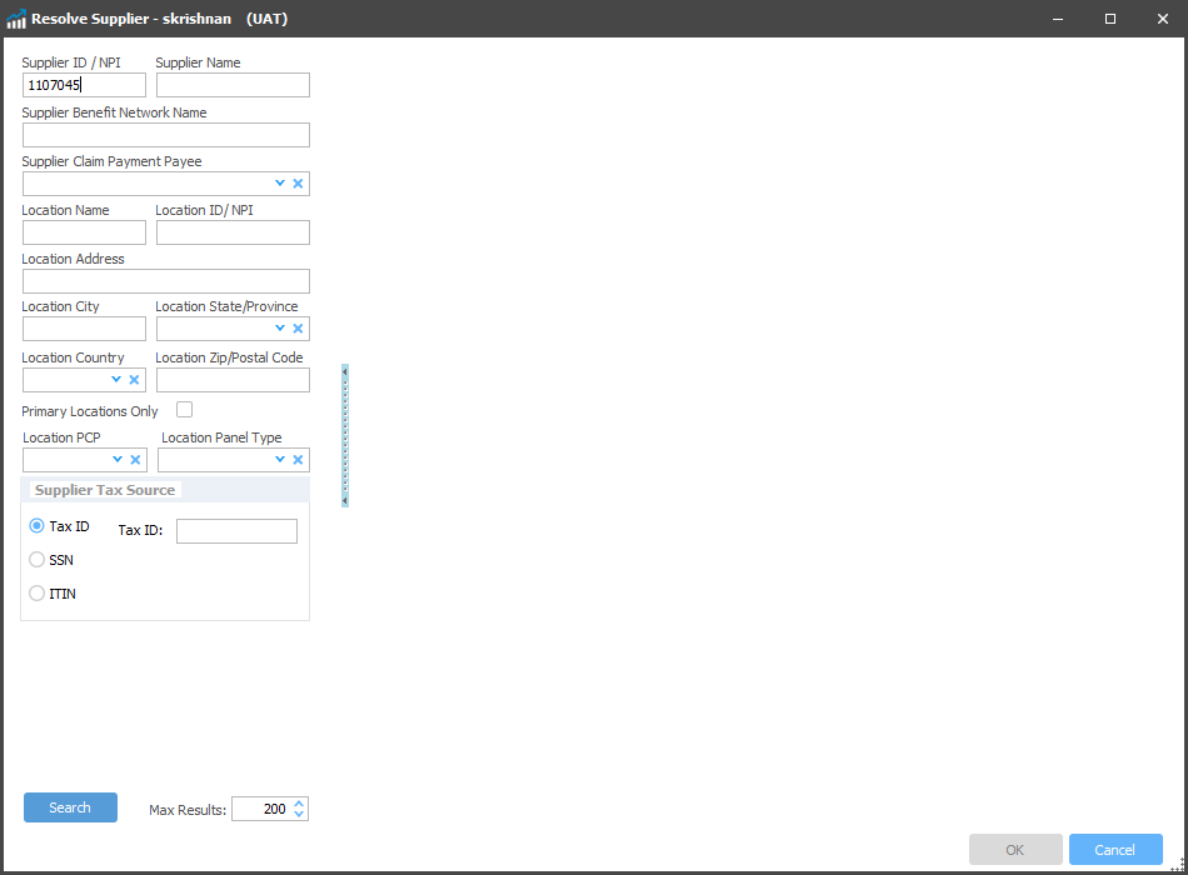 Resolve Supplier - skrishnan (UAT)
Supplier ID / NPI Supplier Name
1107045
Supplier Benefit Network Name
Supplier Claim Payment Payee
Location Name Location ID/ NPI
Location Address
Location City Location State/Province
Location Country Location Zip/Postal Code
Primary Locations Only
Location PCP Location Panel Type
Supplier Tax Source
Tax ID Tax ID:
SSN
ITIN
Search Max Results: 200
OK Cancel